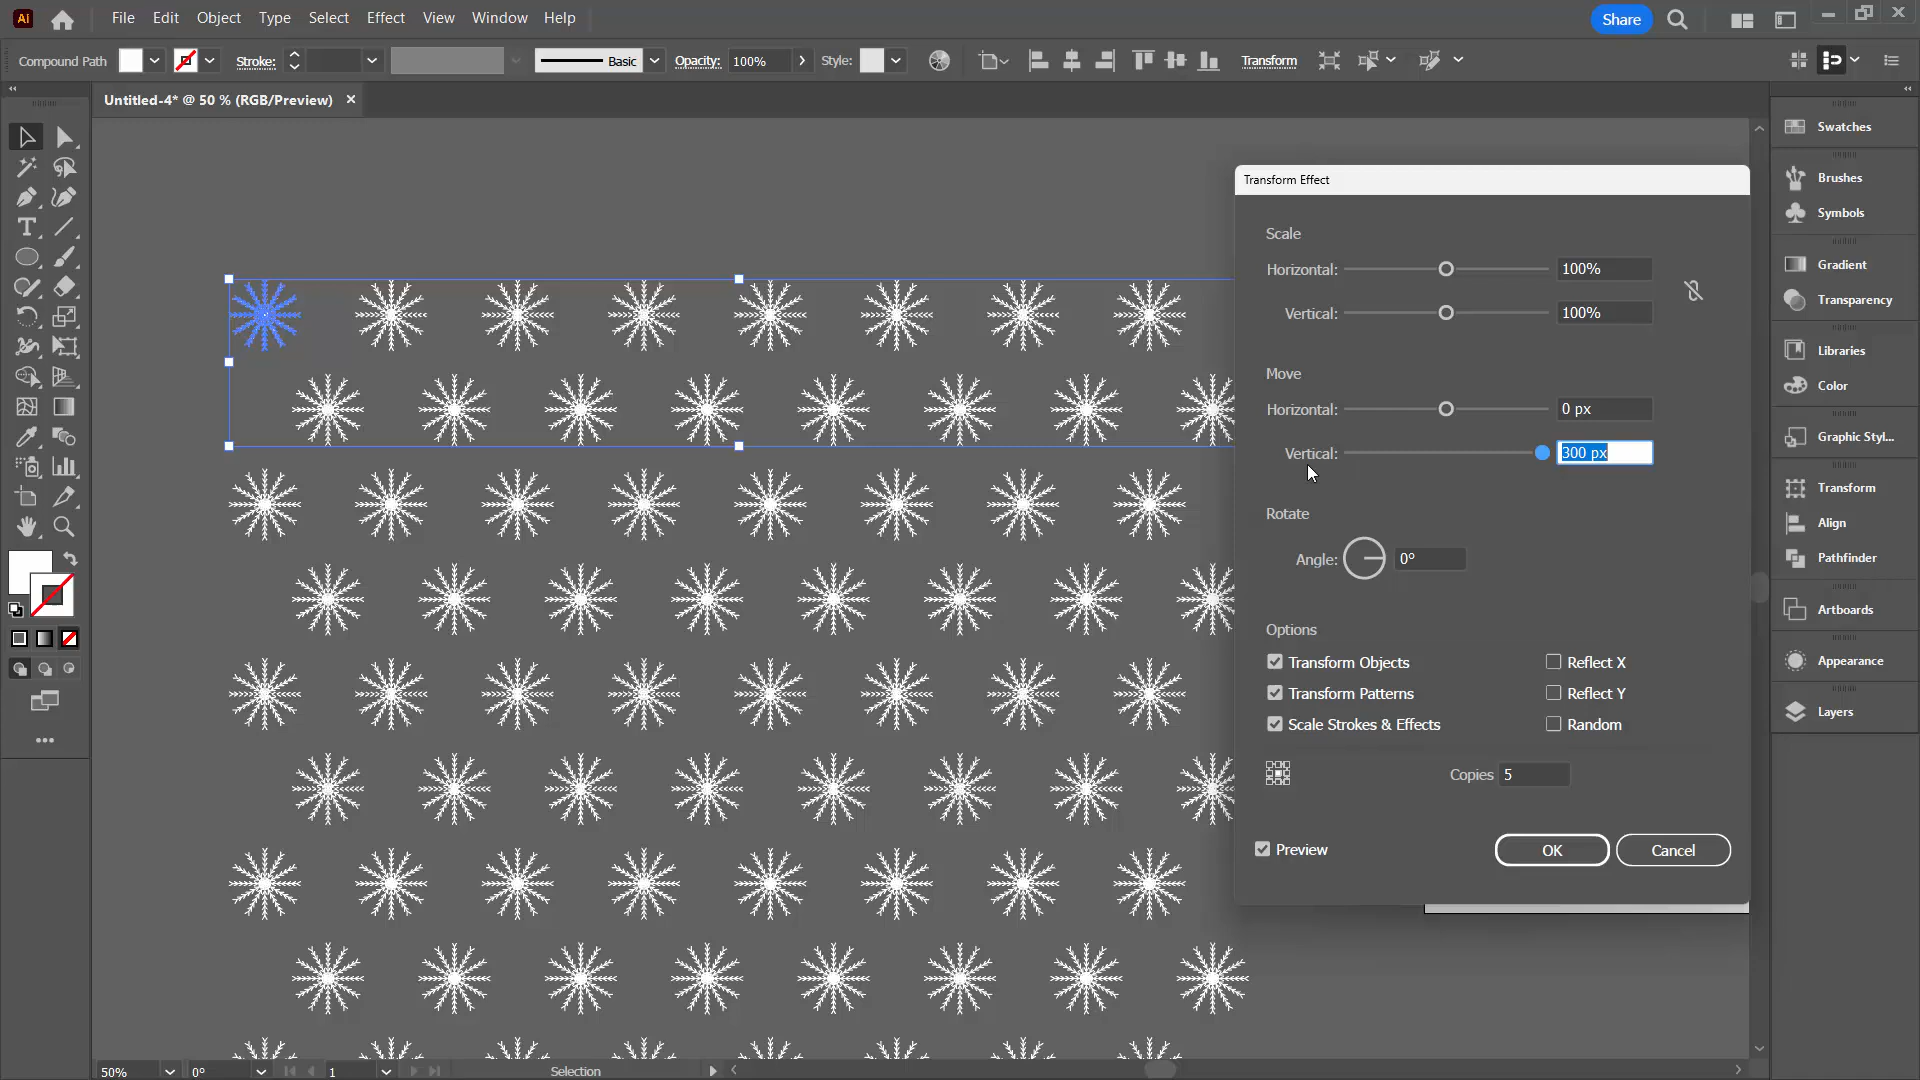 Ai File Edit Object Type Select Effect View Window Help Share
Compound Path Stroke: Basic Opacity: 100% Style: Transform
Untitled-4* @ 50 % (RGB/Preview)
Transform Effect
Scale
Horizontal: 100%
Vertical: 100%
Move
Horizontal: 0 px
Vertical: 300 px
Rotate
Angle: 0°
Options
Transform Objects Reflect X
Transform Patterns Reflect Y
Scale Strokes & Effects Random
Copies 5
Preview OK Cancel
Swatches
Brushes
Symbols
Gradient
Transparency
Libraries
Color
Graphic Styl...
Transform
Align
Pathfinder
Artboards
Appearance
Layers
50% 0° 1 Selection